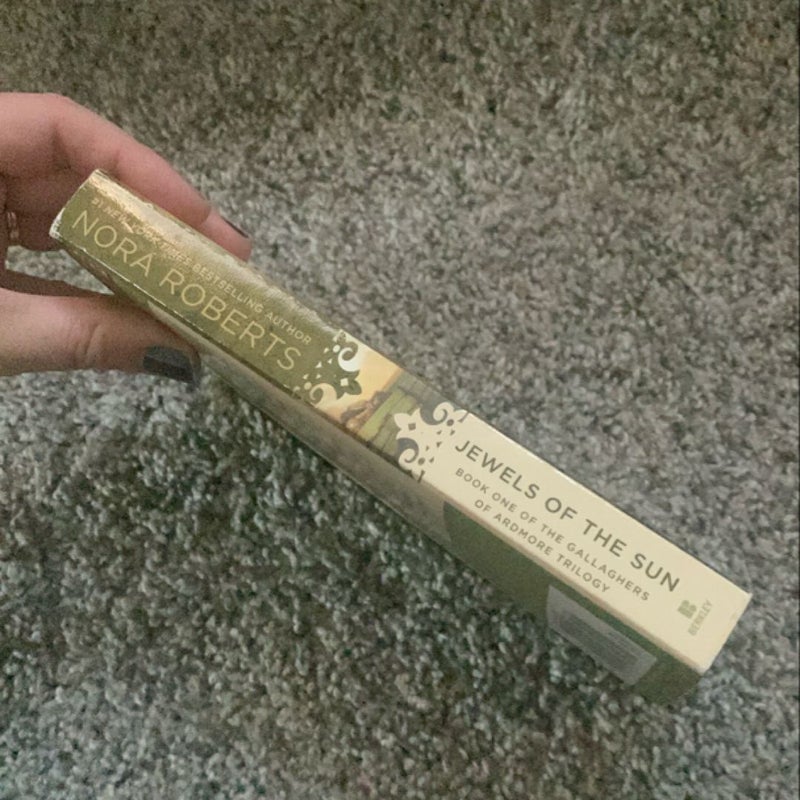 #1 NEW YORK TIMES BESTSELLING AUTHOR
NORA ROBERTS
JEWELS OF THE SUN
BOOK ONE OF THE GALLAGHERS
OF ARDMORE TRILOGY
B
BERKLEY